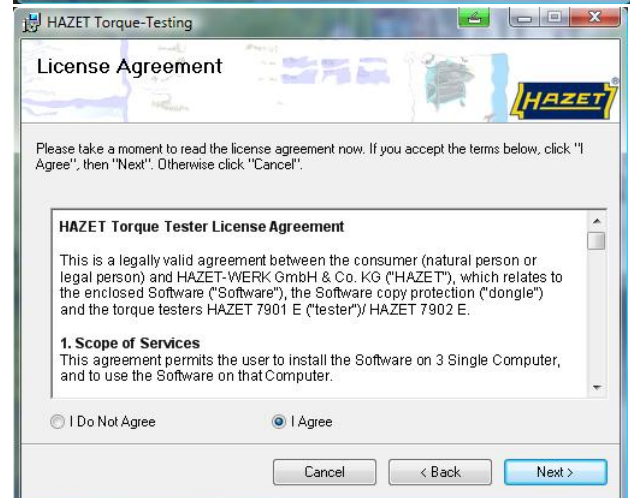 HAZET Torque-Testing
License Agreement
HAZET
Please take a moment to read the license agreement now. If you accept the terms below, click "I
Agree", then "Next". Otherwise click "Cancel".
HAZET Torque Tester License Agreement
This is a legally valid agreement between the consumer (natural person or
legal person) and HAZET-WERK GmbH & Co. KG ("HAZET"), which relates to
the enclosed Software ("Software"), the Software copy protection ("dongle")
and the torque testers HAZET 7901 E ("tester")/ HAZET 7902 E.
1. Scope of Services
This agreement permits the user to install the Software on 3 Single Computer,
and to use the Software on that Computer.
I Do Not Agree
I Agree
Cancel
< Back
Next >